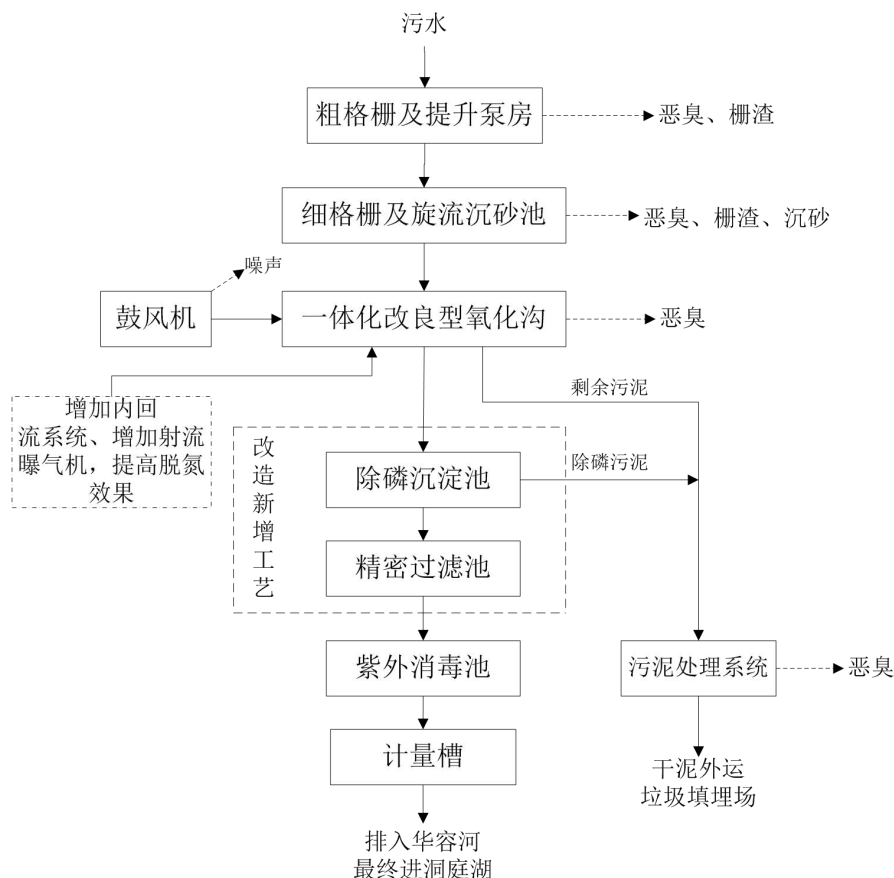 污水
粗格栅及提升泵房
恶臭、栅渣
细格栅及旋流沉砂池
恶臭、栅渣、沉砂
噪声
鼓风机
一体化改良型氧化沟
恶臭
剩余污泥
增加内回
流系统、增加射流
曝气机，提高脱氮
效果
改造新增工艺
除磷沉淀池
除磷污泥
精密过滤池
紫外消毒池
污泥处理系统
恶臭
计量槽
干泥外运
垃圾填埋场
排入华容河
最终进洞庭湖